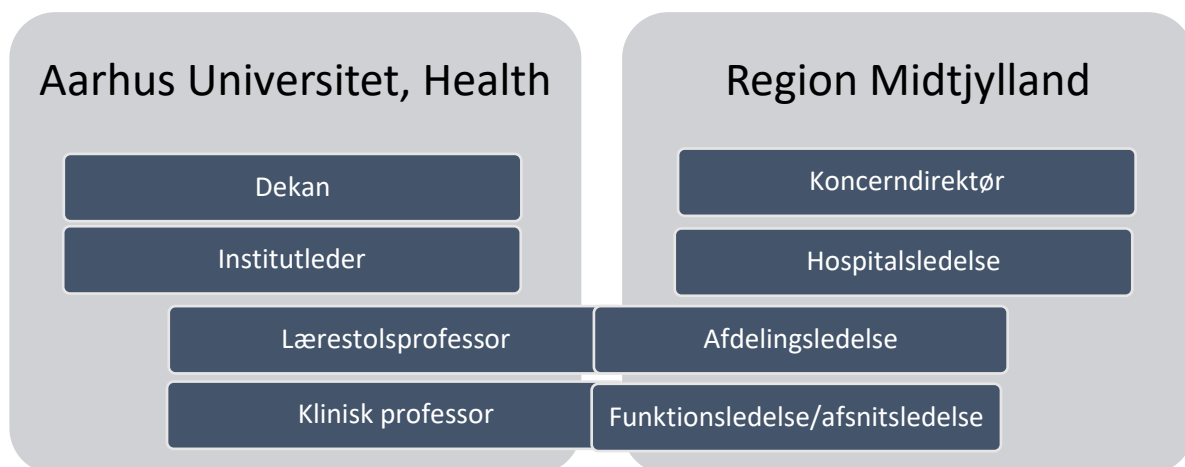 Aarhus Universitet, Health
Dekan
Institutleder
Lærestolsprofessor
Klinisk professor
Region Midtjylland
Koncerndirektør
Hospitalsledelse
Afdelingsledelse
Funktionsledelse/afsnitsledelse